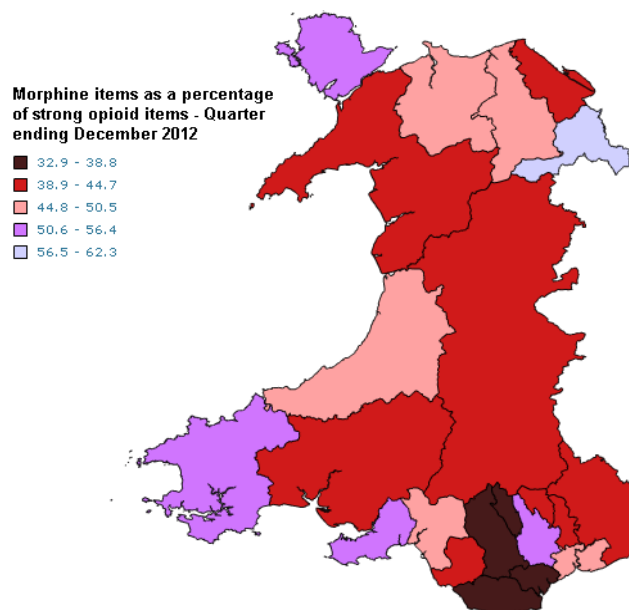 Morphine items as a percentage
of strong opioid items - Quarter
ending December 2012
32.9 - 38.8
38.9 - 44.7
44.8 - 50.5
50.6 - 56.4
56.5 - 62.3